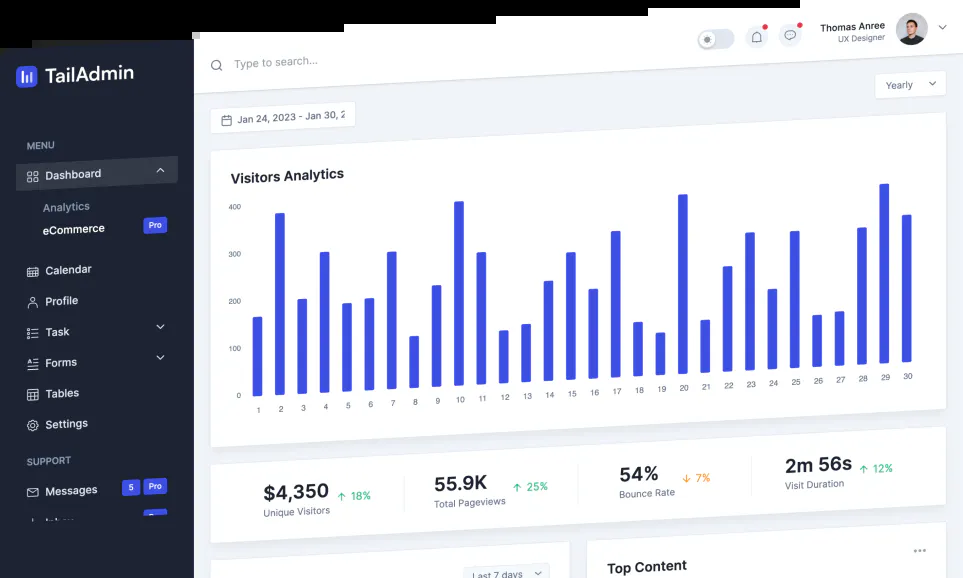 TailAdmin
MENU
Dashboard
Analytics
eCommerce Pro
Calendar
Profile
Task
Forms
Tables
Settings
SUPPORT
Messages 5 Pro
Type to search...
Thomas Anree
UX Designer
Jan 24, 2023 - Jan 30, 2
Yearly
Visitors Analytics
400
300
200
100
0
1 2 3 4 5 6 7 8 9 10 11 12 13 14 15 16 17 18 19 20 21 22 23 24 25 26 27 28 29 30
$4,350 18%
Unique Visitors
55.9K 25%
Total Pageviews
54% 7%
Bounce Rate
2m 56s 12%
Visit Duration
Last 7 days
Top Content